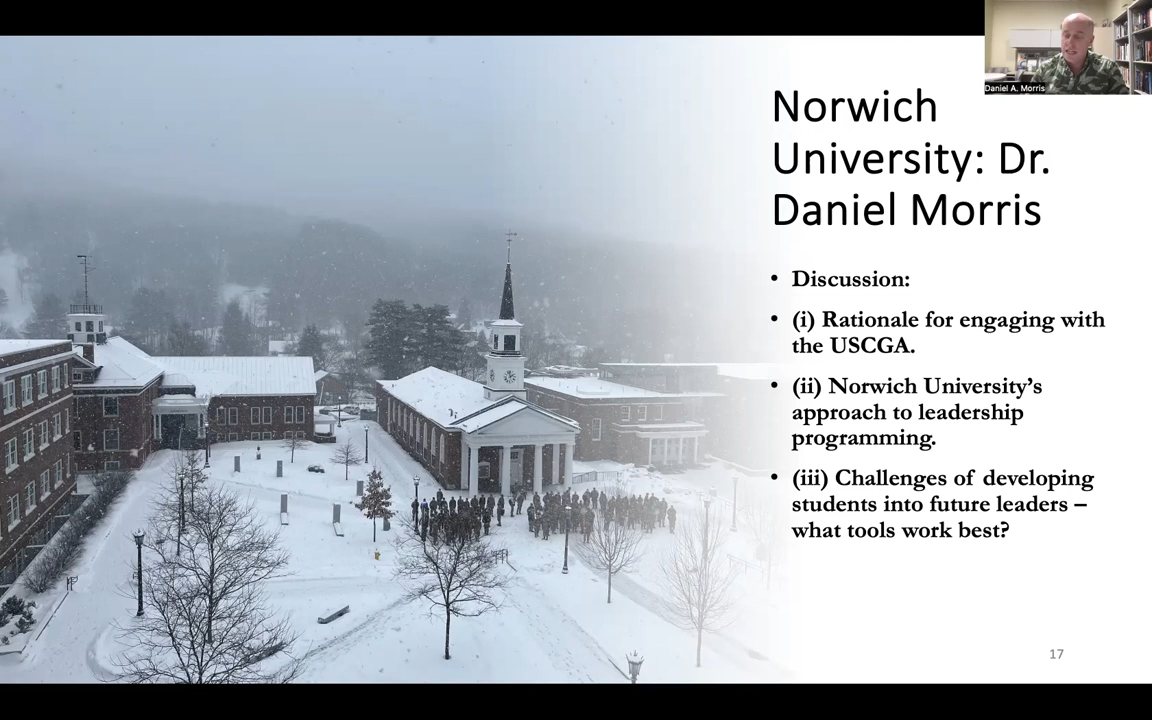 Daniel A. Morris
Norwich
University: Dr.
Daniel Morris
• Discussion:
• (i) Rationale for engaging with
the USCGA.
• (ii) Norwich University’s
approach to leadership
programming.
• (iii) Challenges of developing
students into future leaders –
what tools work best?
17